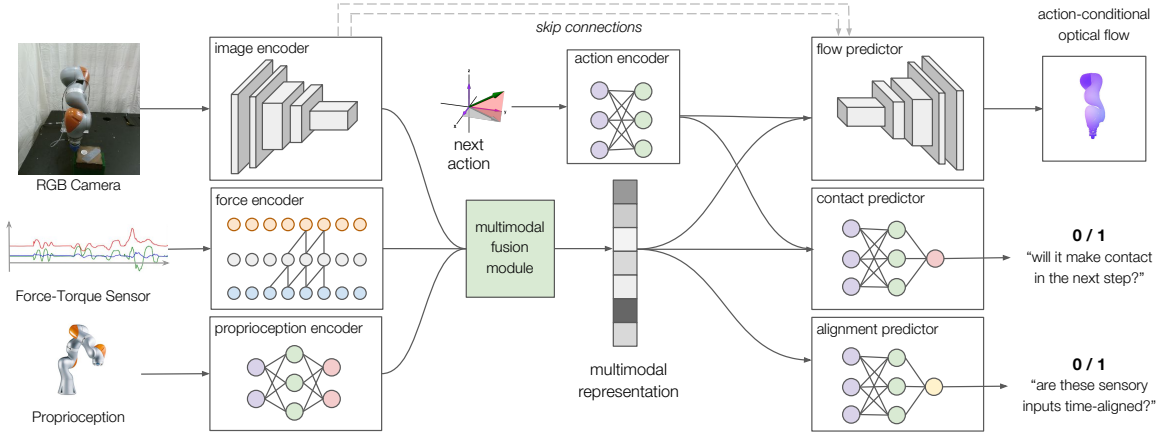 skip connections
action-conditional
optical flow
image encoder
action encoder
flow predictor
z
y
x
next
action
RGB Camera
force encoder
multimodal
fusion
module
contact predictor
0 / 1
“will it make contact
in the next step?”
Force-Torque Sensor
proprioception encoder
alignment predictor
multimodal
representation
0 / 1
“are these sensory
inputs time-aligned?”
Proprioception